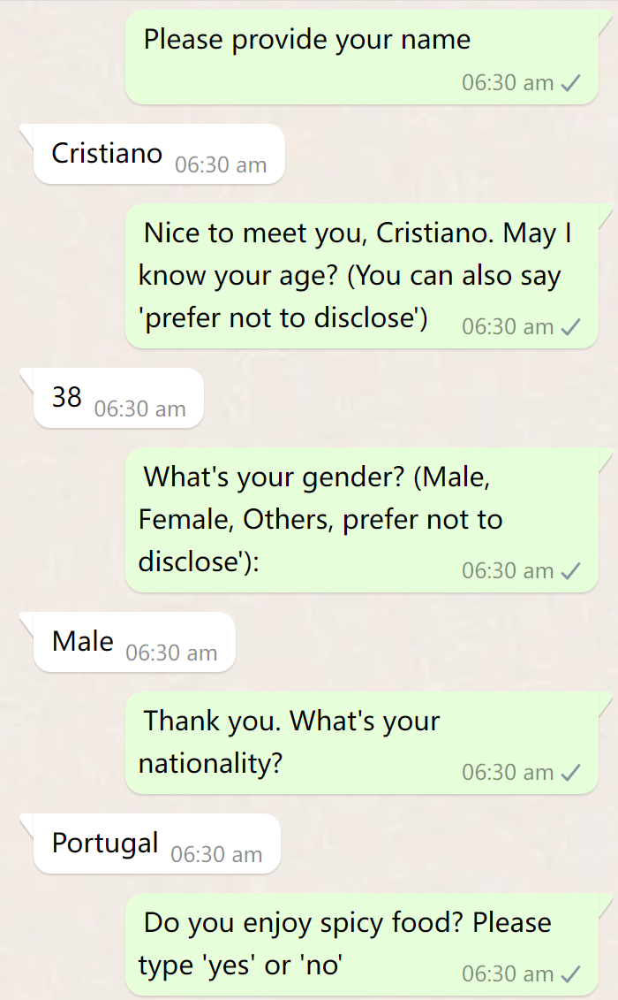 Please provide your name
06:30 am
Cristiano 06:30 am
Nice to meet you, Cristiano. May I
know your age? (You can also say
'prefer not to disclose') 06:30 am
38 06:30 am
What's your gender? (Male,
Female, Others, prefer not to
disclose'): 06:30 am
Male 06:30 am
Thank you. What's your
nationality? 06:30 am
Portugal 06:30 am
Do you enjoy spicy food? Please
type 'yes' or 'no' 06:30 am